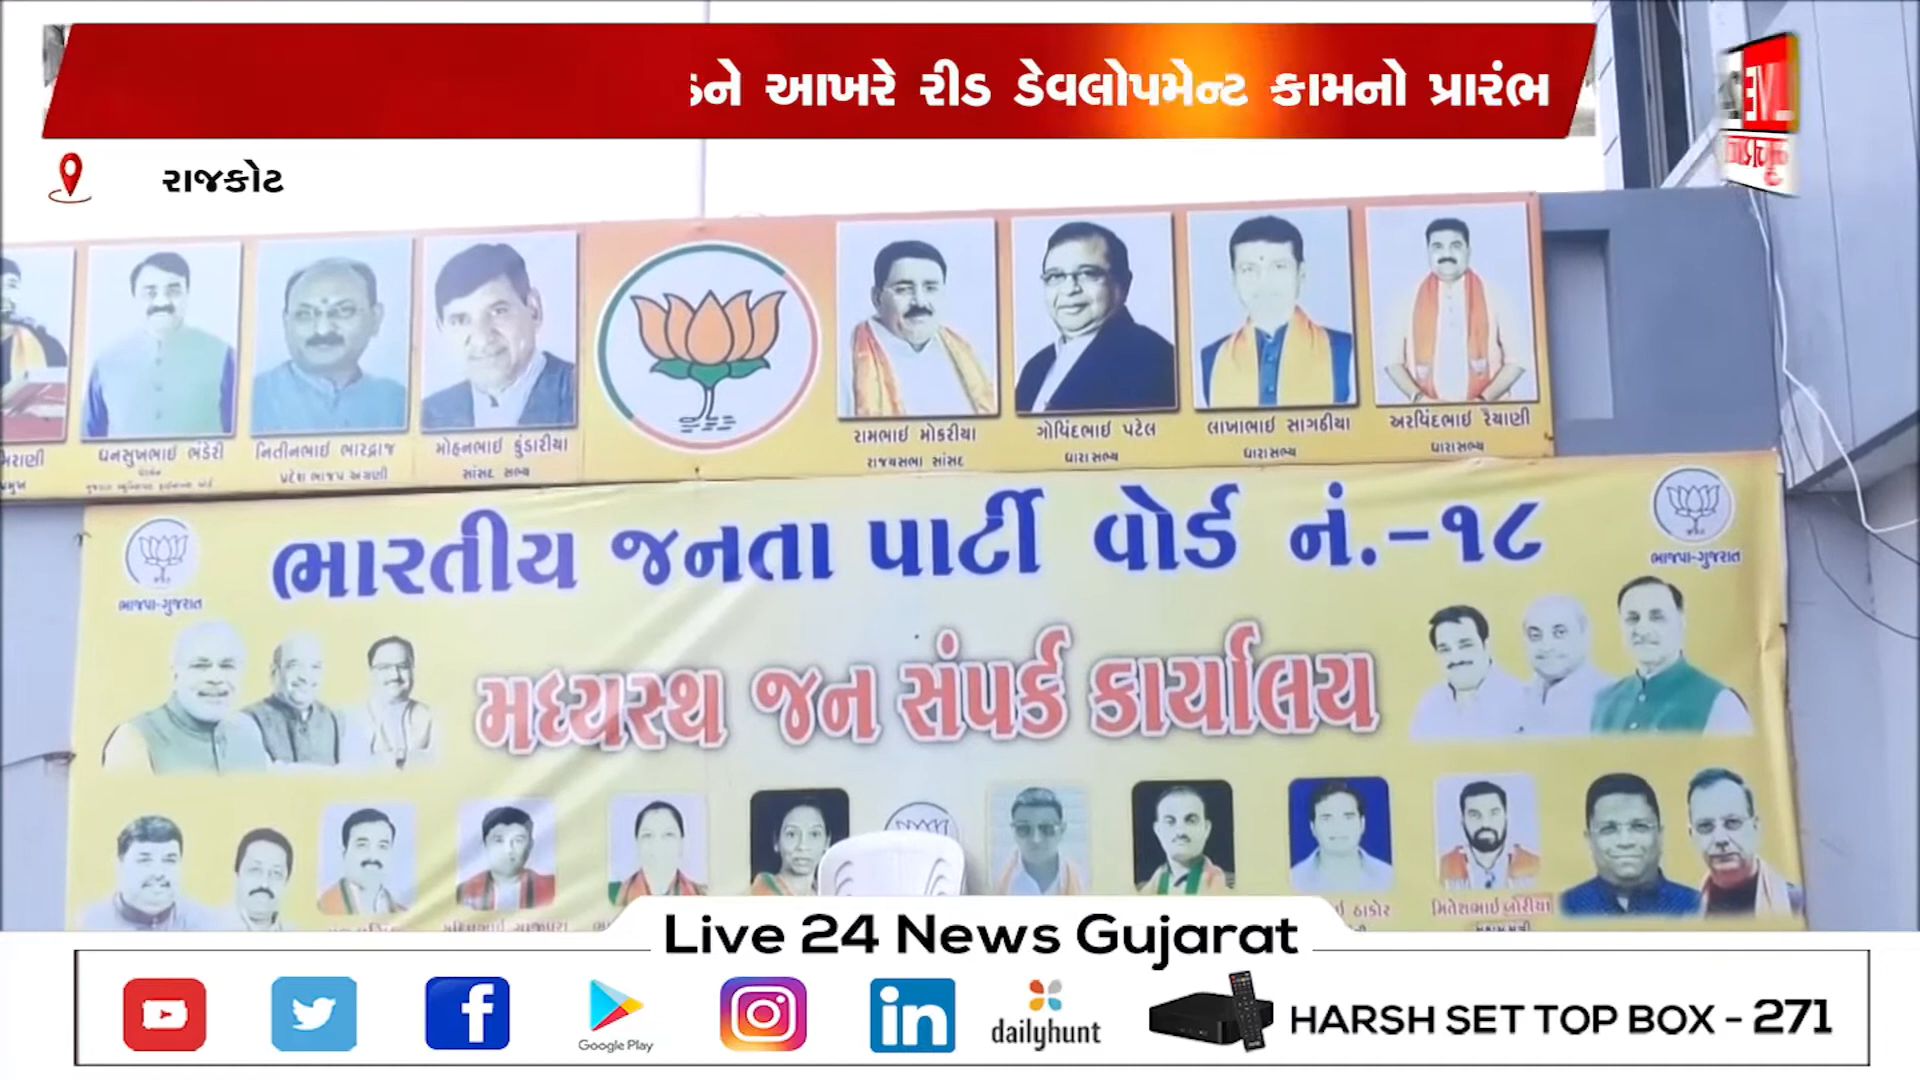 આખરે રીડ ડેવલોપમેન્ટ કામનો પ્રારંભ
રાજકોટ
LIVE
ધનસુખભાઈ ભંડેરી
નિતીનભાઈ ભારદ્વાજ
પ્રદેશ ભાજપ અગ્રણી
મોહનભાઈ કુંડારીયા
સાંસદ સભ્ય
રામભાઈ મોકરીયા
રાજ્યસભા સાંસદ
ગોવિંદભાઈ પટેલ
ધારાસભ્ય
લાખાભાઈ સાગઠીયા
ધારાસભ્ય
અરવિંદભાઈ રૈયાણી
ધારાસભ્ય
ભાજપા-ગુજરાત
ભારતીય જનતા પાર્ટી વોર્ડ નં.-૧૮
ભાજપા-ગુજરાત
મધ્યસ્થ જન સંપર્ક કાર્યાલય
ઠાકોર
મિતેશભાઈ બોરીયા
Live 24 News Gujarat
Google Play
in
dailyhunt
HARSH SET TOP BOX - 271